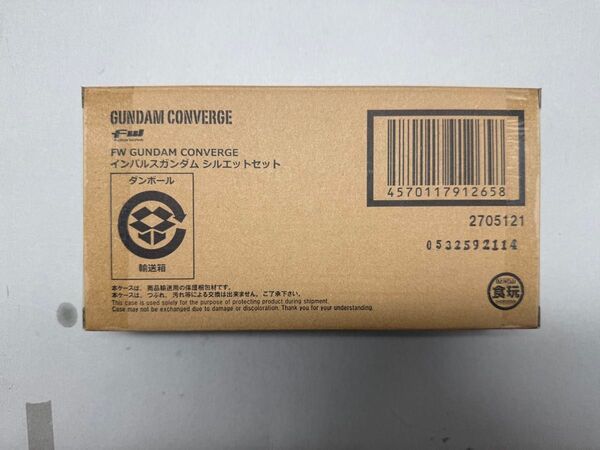 GUNDAM CONVERGE
FW
FW GUNDAM CONVERGE
インパルスガンダム シルエットセット
ダンボール
輸送箱
本ケースは、商品輸送用の保護梱包材です。
本ケースは、つぶれ、汚れ等による交換は出来ません。ご了承下さい。
This case is used solely for the purpose of protecting product during shipment.
Case may not be exchanged due to damage or discoloration. Thank you for your understanding.
4570117912658
2705121
0532592114
BANDAI
食玩